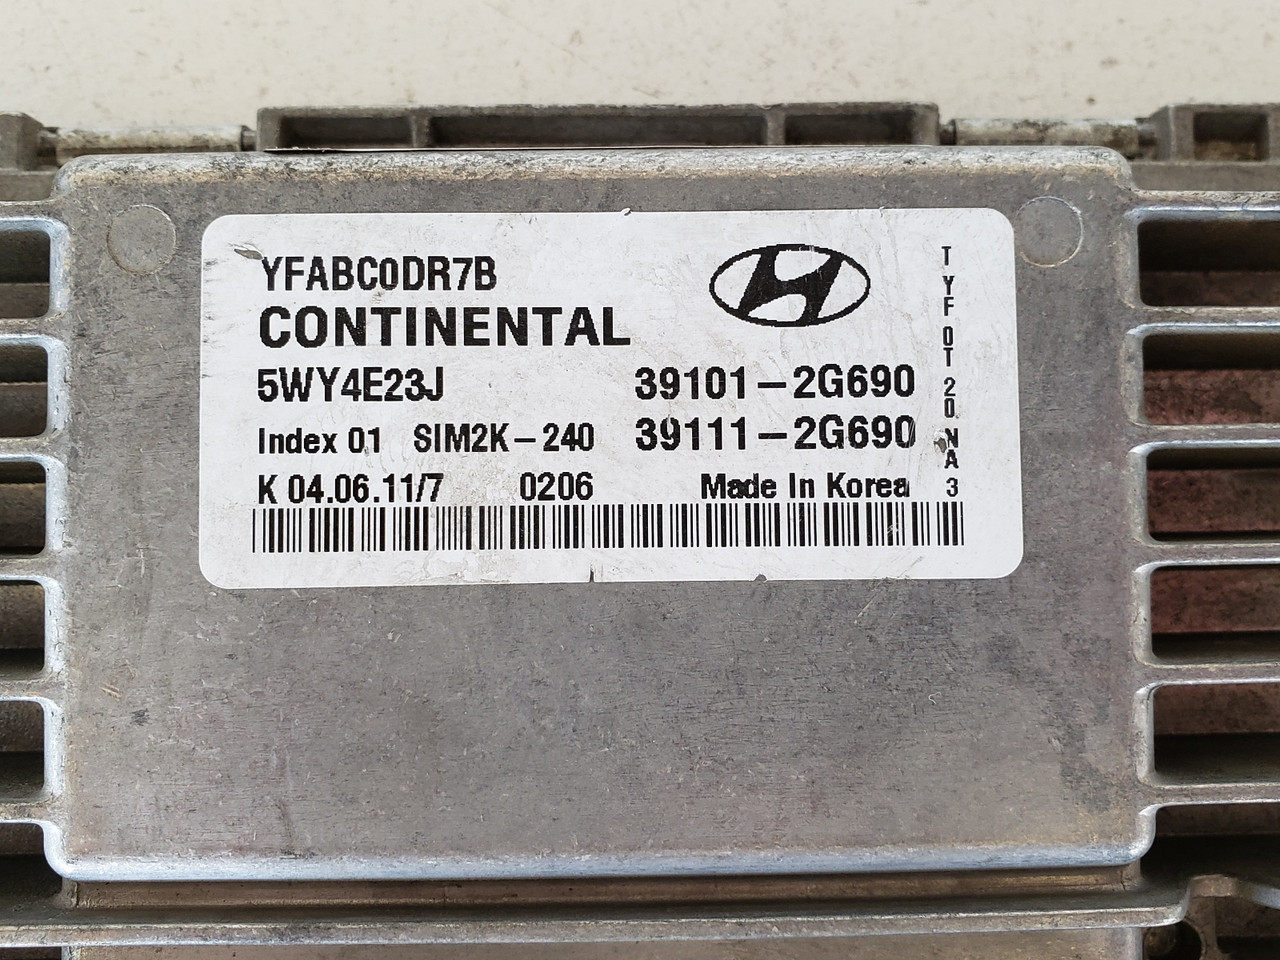 YFABC0DR7B
CONTINENTAL
5WY4E23J 39101-2G690
Index 01 SIM2K-240 39111-2G690
K 04.06.11/7 0206 Made In Korea
TYF0T20NA3